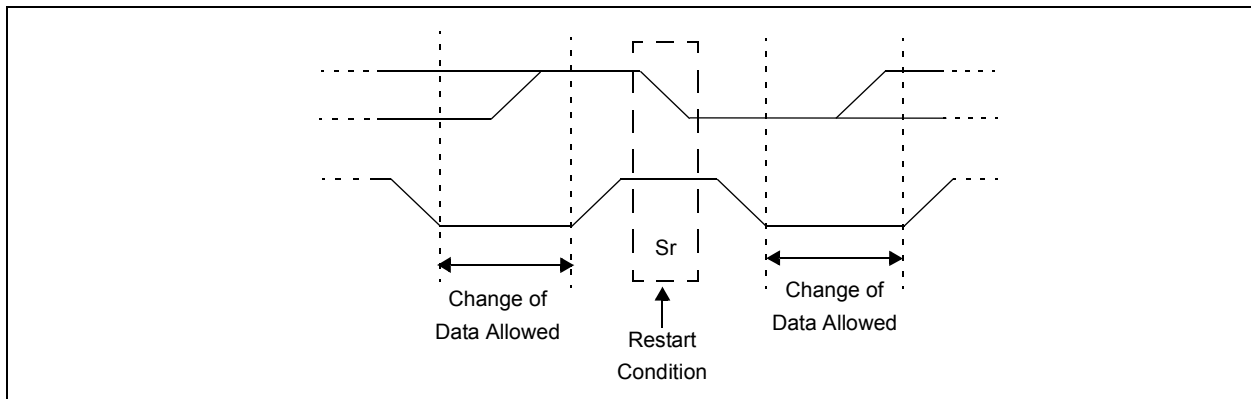 Sr
Change of
Data Allowed
Restart
Condition
Change of
Data Allowed